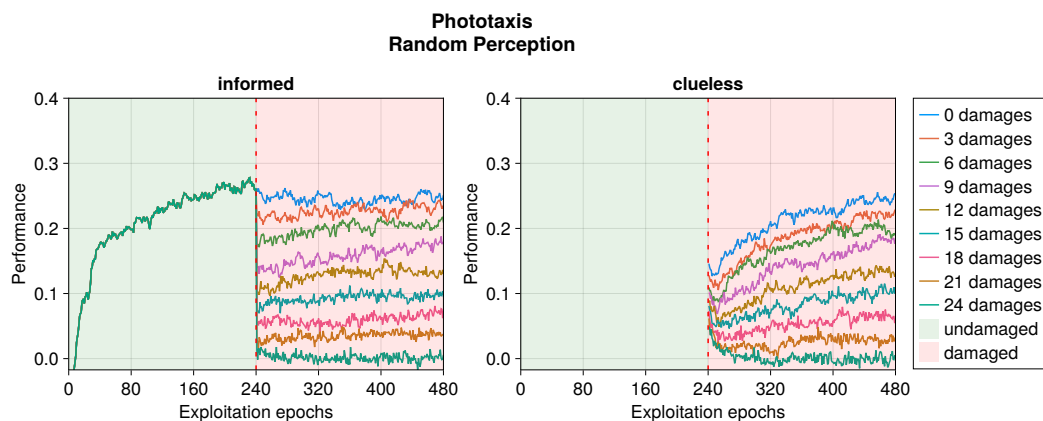 Phototaxis
Random Perception
informed
clueless
0.4
0.3
0.2
0.1
0.0
Performance
0
80
160
240
320
400
480
Exploitation epochs
0.4
0.3
0.2
0.1
0.0
Performance
0
80
160
240
320
400
480
Exploitation epochs
0 damages
3 damages
6 damages
9 damages
12 damages
15 damages
18 damages
21 damages
24 damages
undamaged
damaged